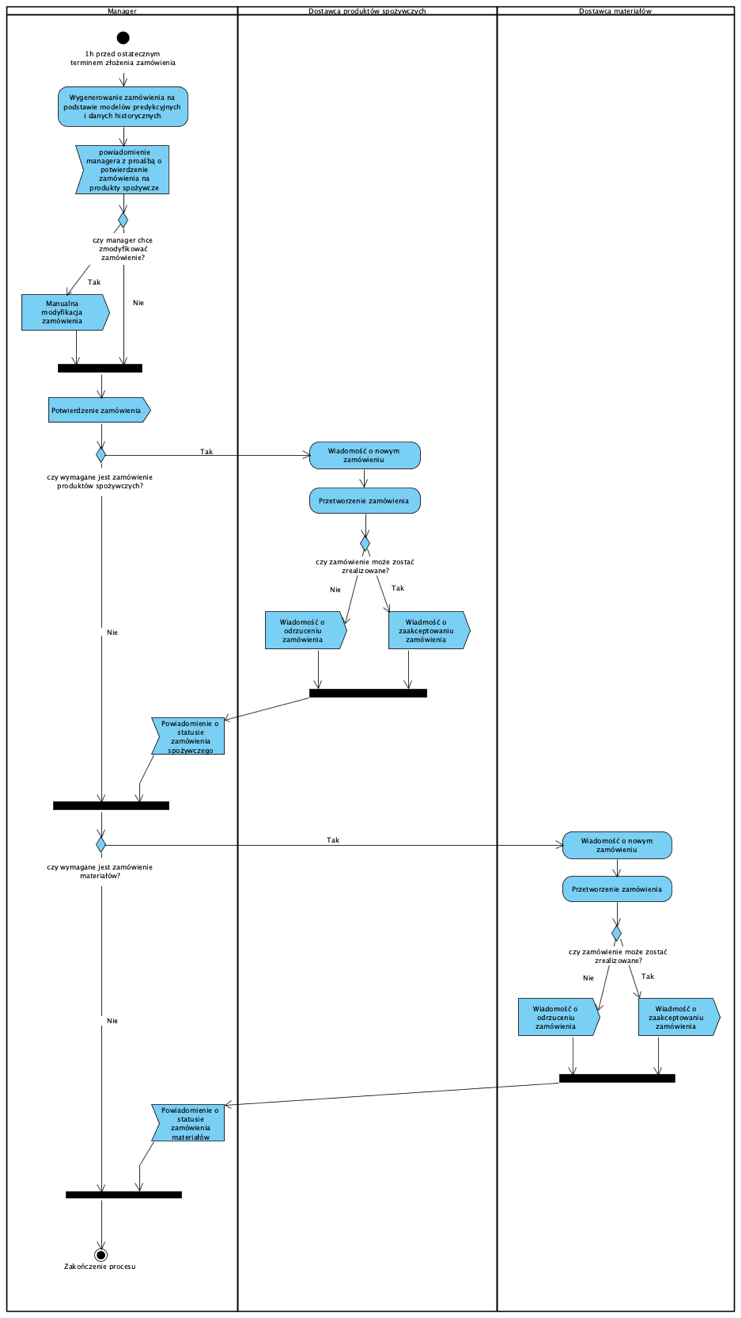 Manager
Dostawca produktów spożywczych
Dostawca materiałów
1h przed ostatecznym
terminem złożenia zamówienia
Wygenerowanie zamówienia na
podstawie modelów predykcyjnych
i danych historycznych
powiadomienie
managera z proaśbą o
potwierdzenie
zamówienia na
produkty spożywcze
czy manager chce
zmodyfikować
zamówienie?
Tak
Nie
Manualna
modyfikacja
zamówienia
Potwierdzenie zamówienia
czy wymagane jest zamówienie
produktów spożywczych?
Tak
Nie
Wiadomość o nowym
zamówieniu
Przetworzenie zamówienia
czy zamówienie może zostać
zrealizowane?
Nie
Tak
Wiadomość o
odrzuceniu
zamówienia
Wiadmość o
zaakceptowaniu
zamówienia
Powiadomienie o
statusie
zamówienia
spożywczego
czy wymagane jest zamówienie
materiałów?
Tak
Nie
Wiadomość o nowym
zamówieniu
Przetworzenie zamówienia
czy zamówienie może zostać
zrealizowane?
Nie
Tak
Wiadomość o
odrzuceniu
zamówienia
Wiadmość o
zaakceptowaniu
zamówienia
Powiadomienie o
statusie
zamówienia
materiałów
Zakończenie procesu